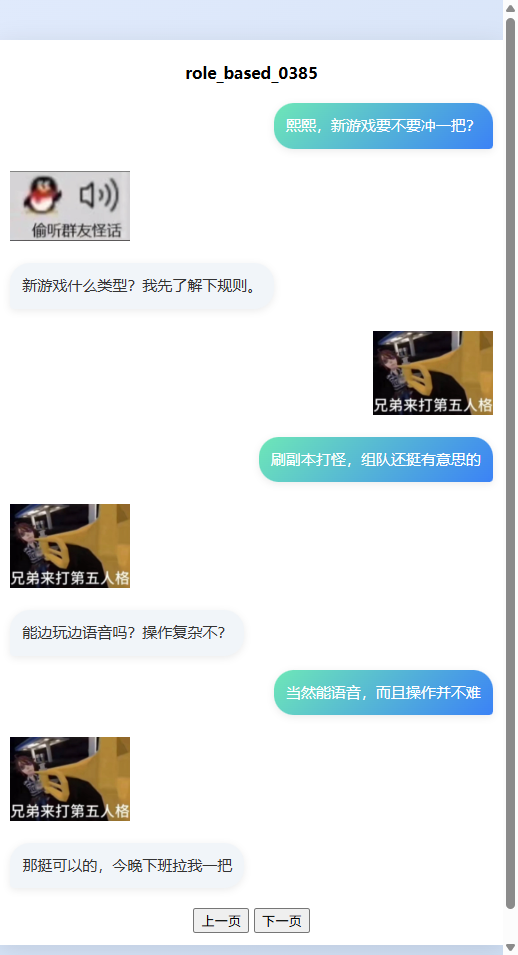 role_based_0385
熙熙，新游戏要不要冲一把？
偷听群友怪话
新游戏什么类型？我先了解下规则。
兄弟来打第五人格
刷副本打怪，组队还挺有意思的
兄弟来打第五人格
能边玩边语音吗？操作复杂不？
当然能语音，而且操作并不难
兄弟来打第五人格
那挺可以的，今晚下班拉我一把
上一页 下一页